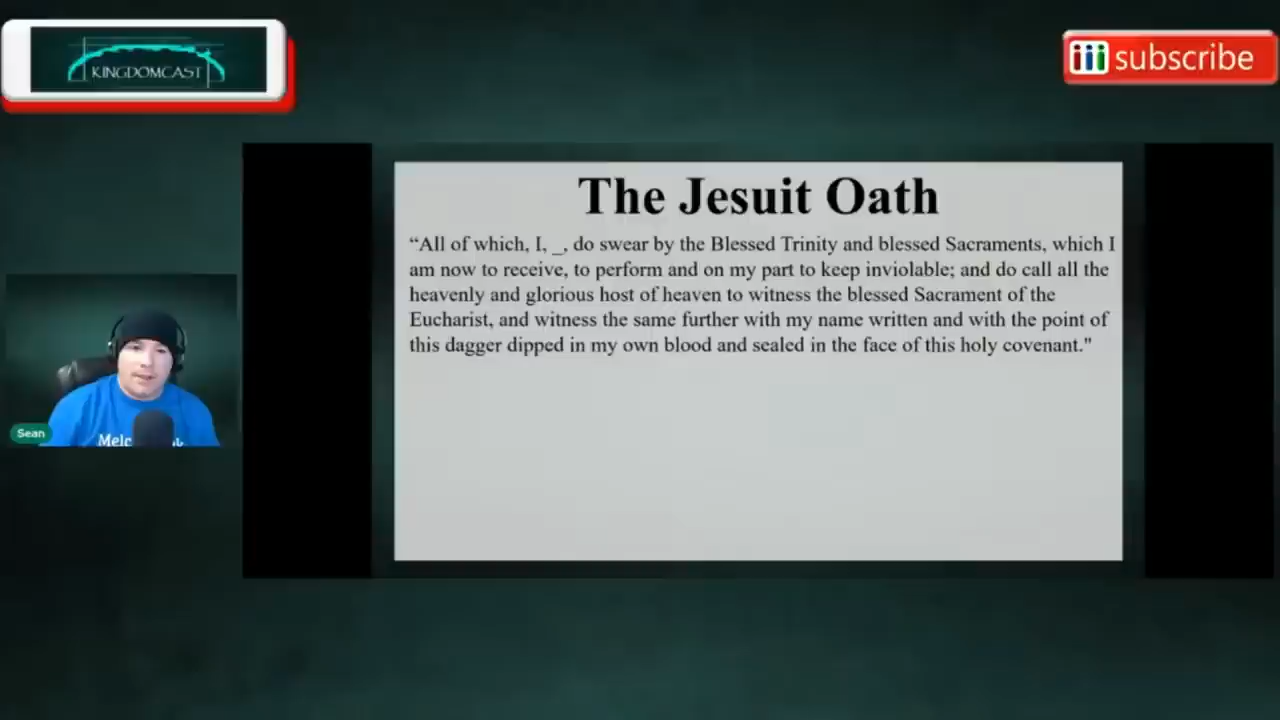 KINGDOMCAST
subscribe
The Jesuit Oath
“All of which, I, _, do swear by the Blessed Trinity and blessed Sacraments, which I
am now to receive, to perform and on my part to keep inviolable; and do call all the
heavenly and glorious host of heaven to witness the blessed Sacrament of the
Eucharist, and witness the same further with my name written and with the point of
this dagger dipped in my own blood and sealed in the face of this holy covenant."
Sean